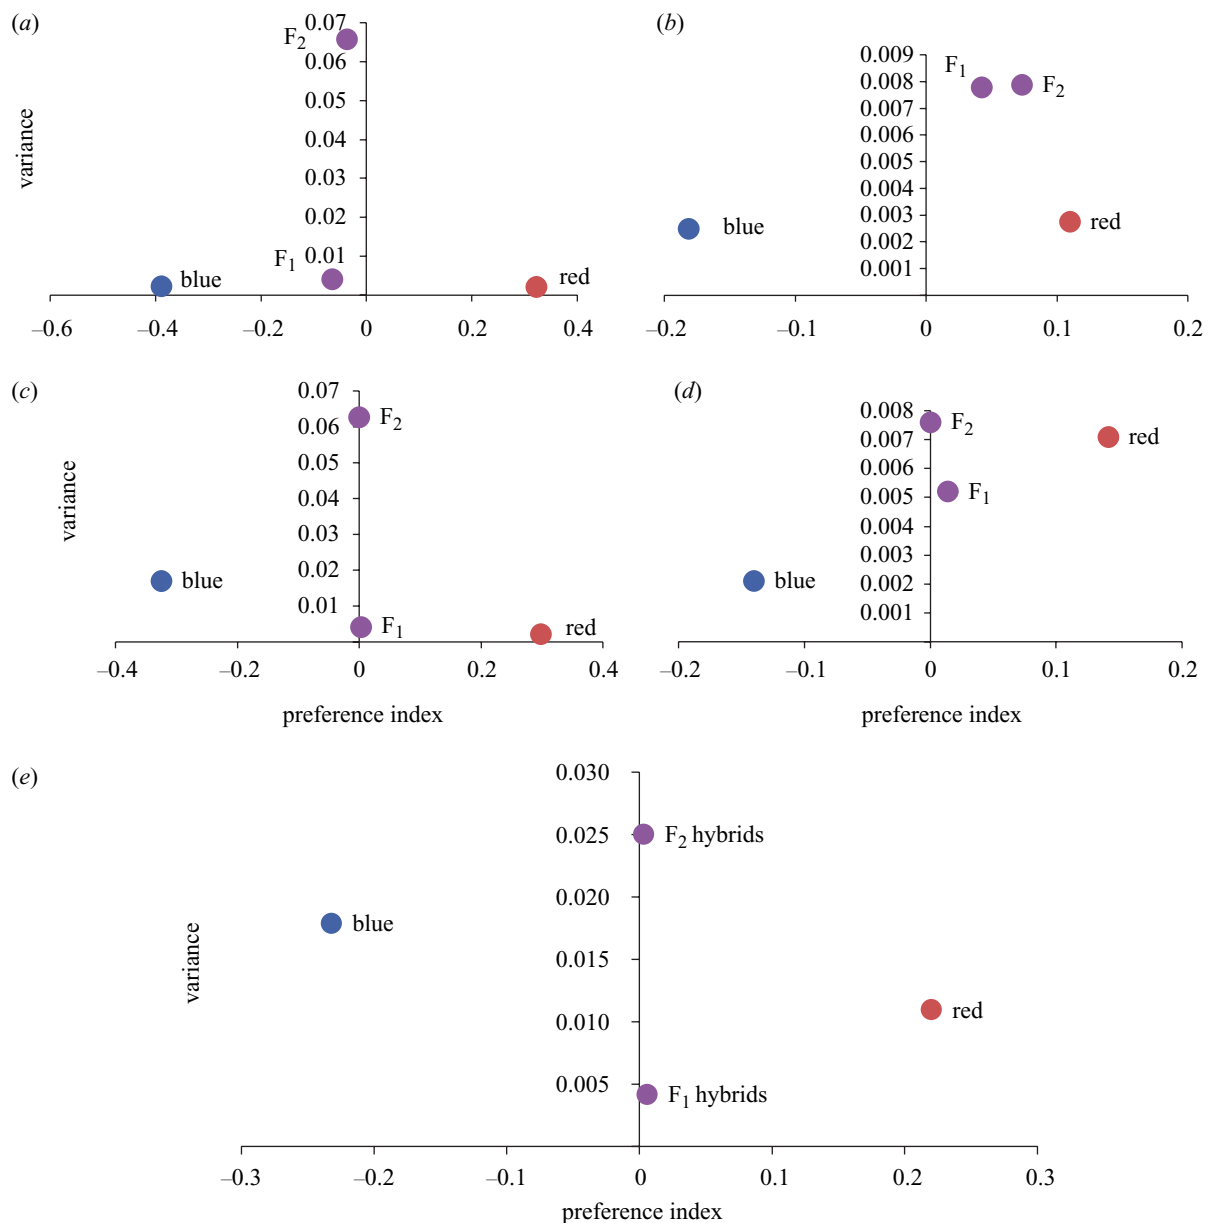 (a)
0.07
0.06
0.05
0.04
0.03
0.02
0.01
variance
F2
F1
blue
red
–0.6 –0.4 –0.2 0 0.2 0.4
(b)
0.009
0.008
0.007
0.006
0.005
0.004
0.003
0.002
0.001
F1
F2
blue
red
–0.2 –0.1 0 0.1 0.2
(c)
0.07
0.06
0.05
0.04
0.03
0.02
0.01
variance
F2
F1
blue
red
–0.4 –0.2 0 0.2 0.4
preference index
(d)
0.008
0.007
0.006
0.005
0.004
0.003
0.002
0.001
F2
F1
red
blue
–0.2 –0.1 0 0.1 0.2
preference index
(e)
0.030
0.025
0.020
0.015
0.010
0.005
variance
F2 hybrids
blue
red
F1 hybrids
–0.3 –0.2 –0.1 0 0.1 0.2 0.3
preference index